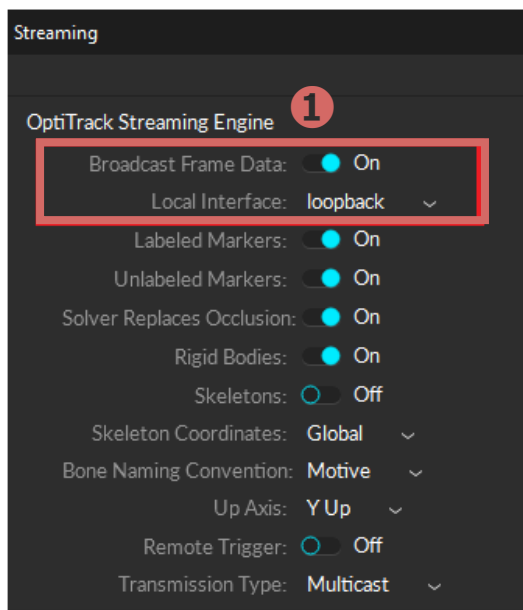 Streaming
1
OptiTrack Streaming Engine
Broadcast Frame Data: On
Local Interface: loopback
Labeled Markers: On
Unlabeled Markers: On
Solver Replaces Occlusion: On
Rigid Bodies: On
Skeletons: Off
Skeleton Coordinates: Global
Bone Naming Convention: Motive
Up Axis: Y Up
Remote Trigger: Off
Transmission Type: Multicast